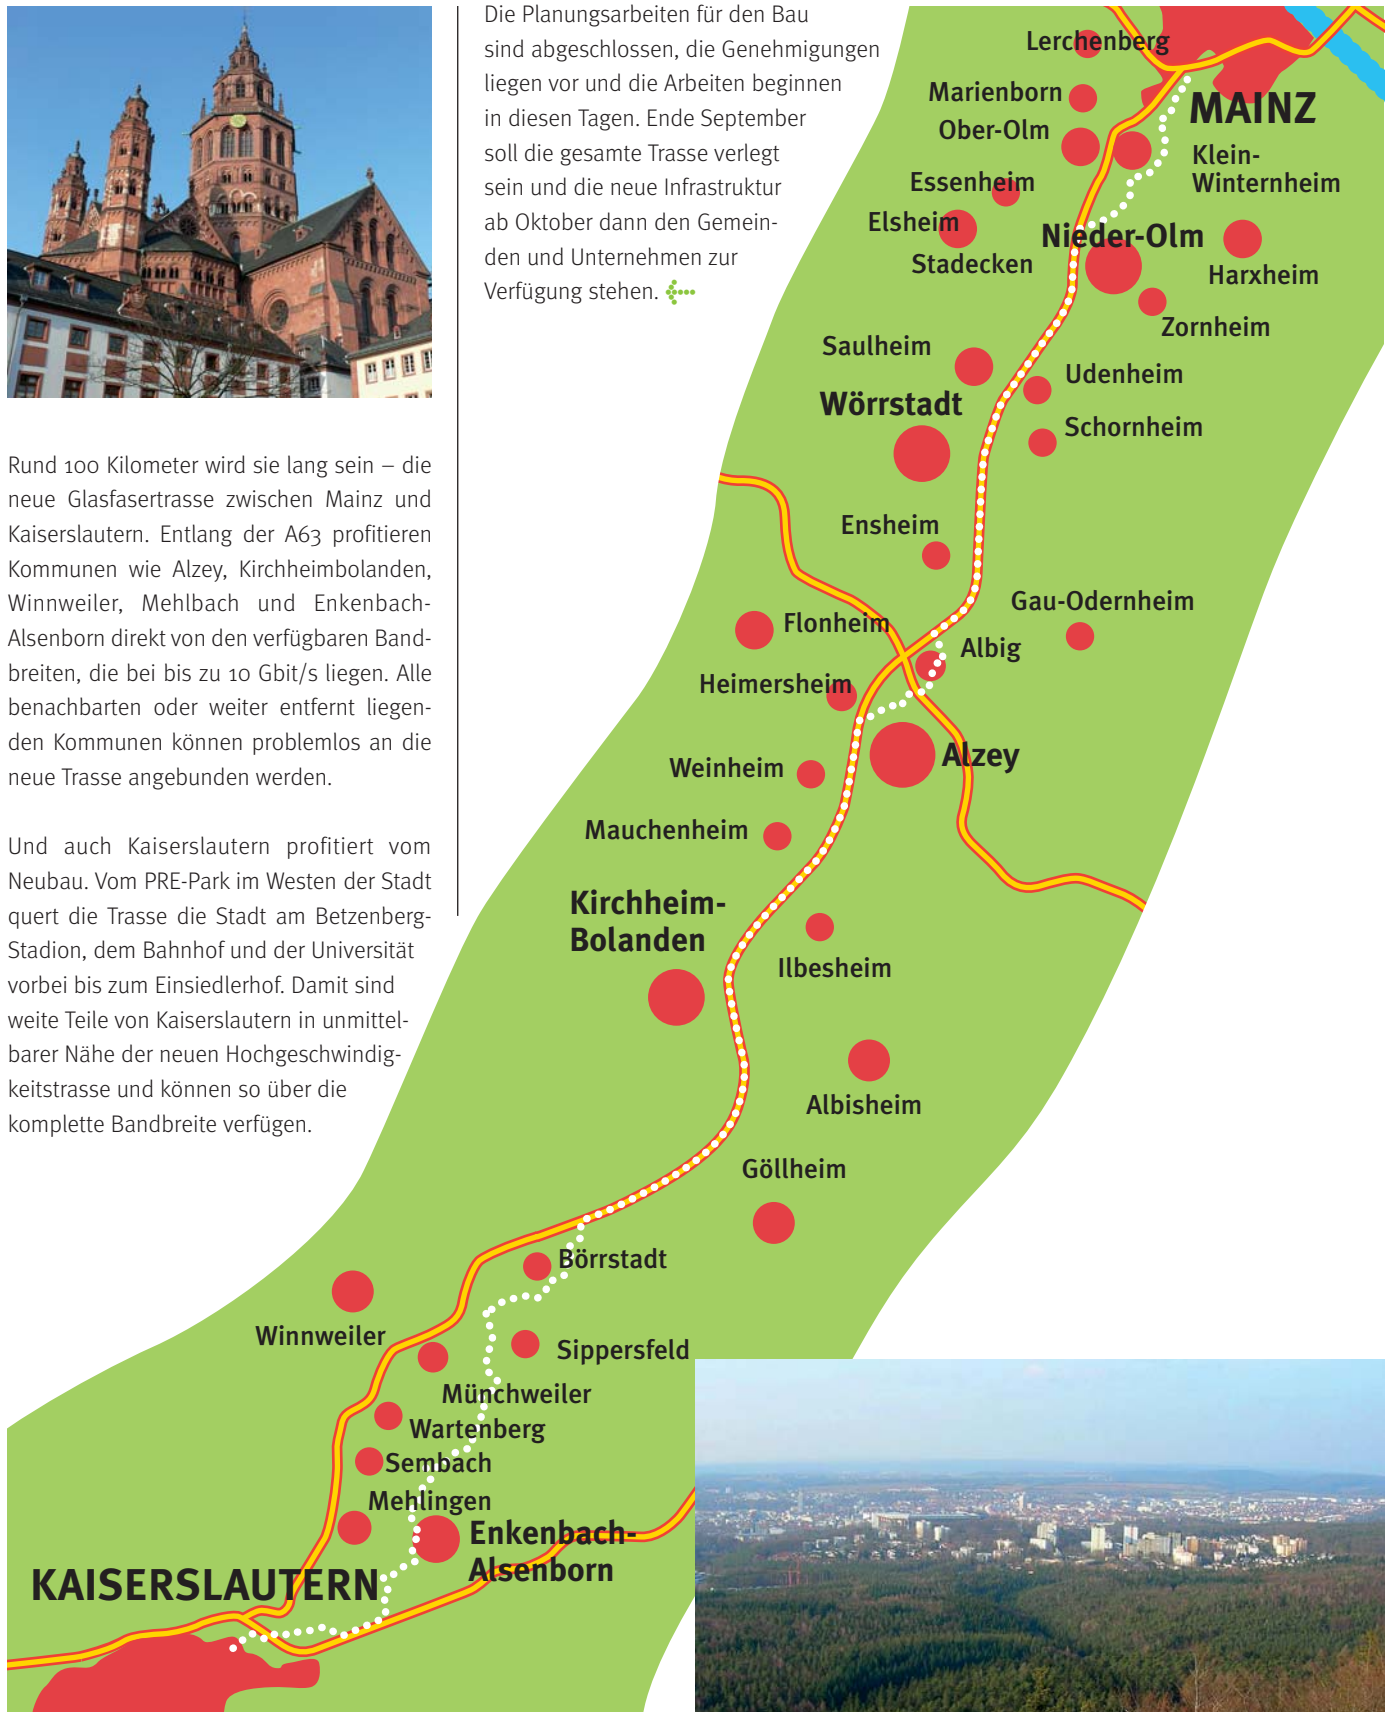 Rund 100 Kilometer wird sie lang sein – die
neue Glasfasertrasse zwischen Mainz und
Kaiserslautern. Entlang der A63 profitieren
Kommunen wie Alzey, Kirchheimbolanden,
Winnweiler, Mehlbach und Enkenbach-
Alsenborn direkt von den verfügbaren Band-
breiten, die bei bis zu 10 Gbit/s liegen. Alle
benachbarten oder weiter entfernt liegen-
den Kommunen können problemlos an die
neue Trasse angebunden werden.
Und auch Kaiserslautern profitiert vom
Neubau. Vom PRE-Park im Westen der Stadt
quert die Trasse die Stadt am Betzenberg-
Stadion, dem Bahnhof und der Universität
vorbei bis zum Einsiedlerhof. Damit sind
weite Teile von Kaiserslautern in unmittel-
barer Nähe der neuen Hochgeschwindig-
keitstrasse und können so über die
komplette Bandbreite verfügen.
Die Planungsarbeiten für den Bau
sind abgeschlossen, die Genehmigungen
liegen vor und die Arbeiten beginnen
in diesen Tagen. Ende September
soll die gesamte Trasse verlegt
sein und die neue Infrastruktur
ab Oktober dann den Gemein-
den und Unternehmen zur
Verfügung stehen.
Lerchenberg
Marienborn
MAINZ
Ober-Olm
Klein-
Winternheim
Essenheim
Elsheim
Nieder-Olm
Stadecken
Harxheim
Zornheim
Saulheim
Udenheim
Wörrstadt
Schornheim
Ensheim
Gau-Odernheim
Flonheim
Albig
Heimersheim
Alzey
Weinheim
Mauchenheim
Kirchheim-
Bolanden
Ilbesheim
Albisheim
Göllheim
Börrstadt
Winnweiler
Sippersfeld
Münchweiler
Wartenberg
Sembach
Mehlingen
Enkenbach-
Alsenborn
KAISERSLAUTERN